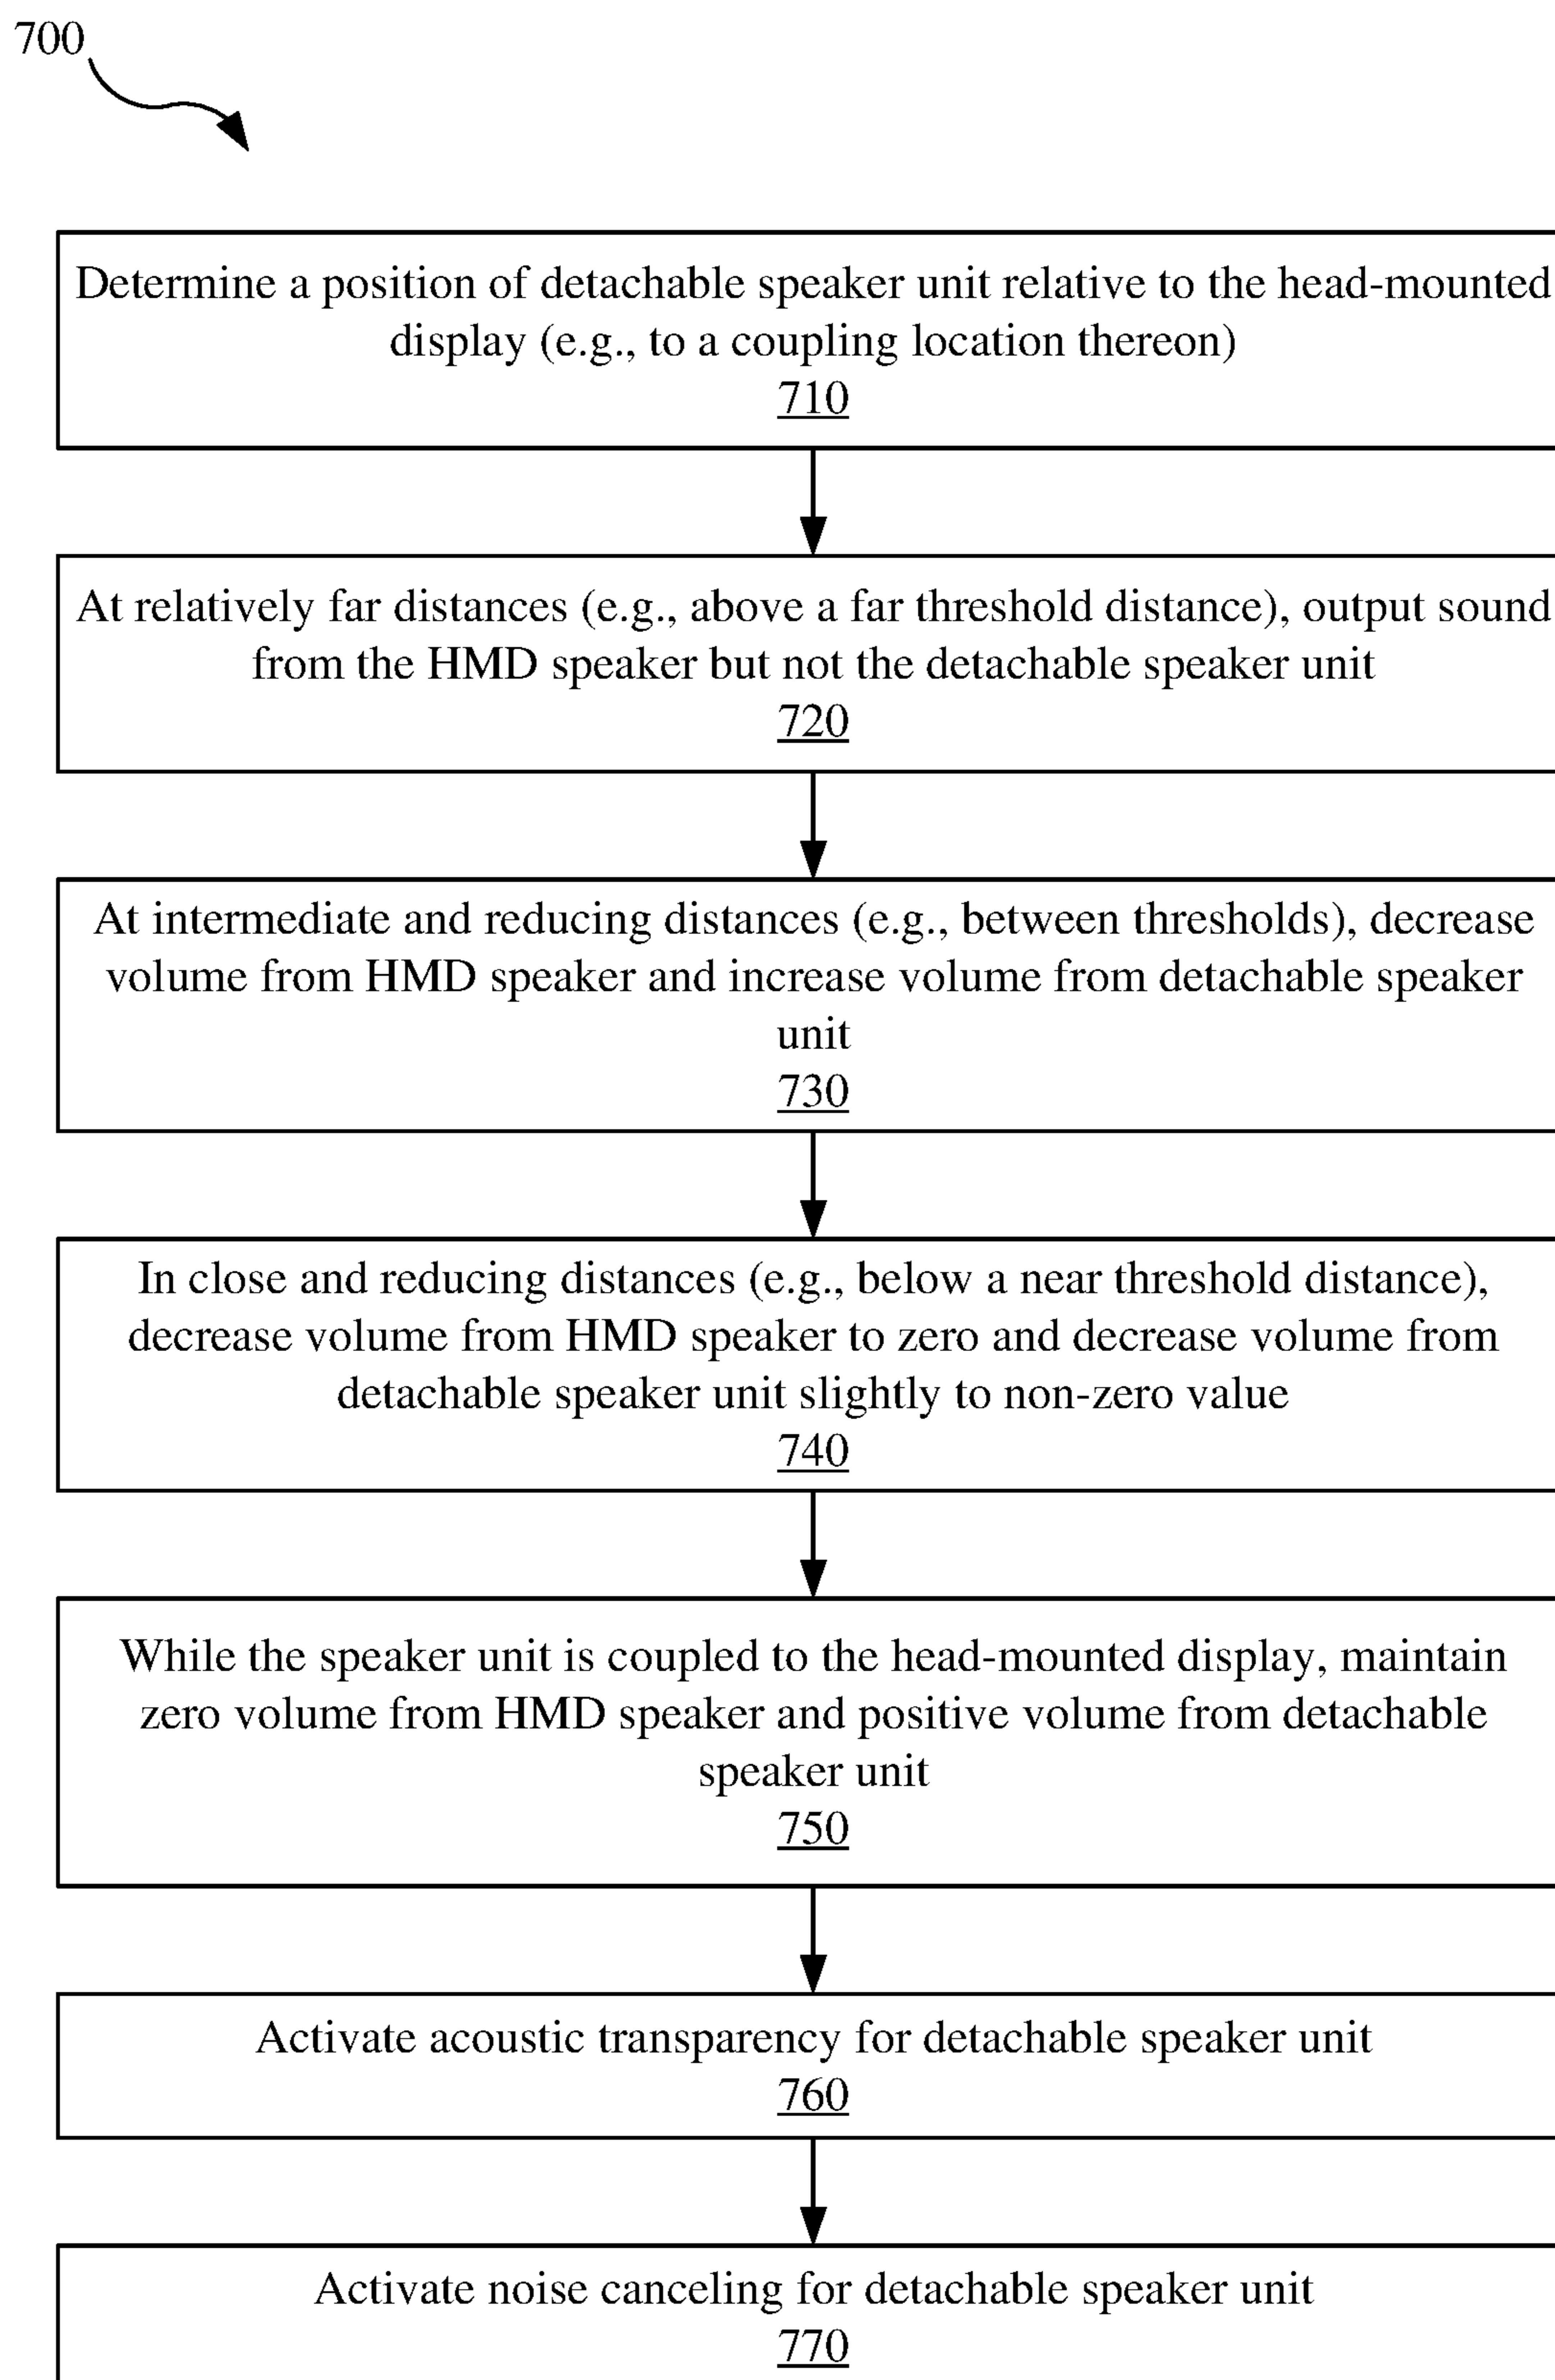 700
Determine a position of detachable speaker unit relative to the head-mounted
display (e.g., to a coupling location thereon)
710
At relatively far distances (e.g., above a far threshold distance), output sound
from the HMD speaker but not the detachable speaker unit
720
At intermediate and reducing distances (e.g., between thresholds), decrease
volume from HMD speaker and increase volume from detachable speaker
unit
730
In close and reducing distances (e.g., below a near threshold distance),
decrease volume from HMD speaker to zero and decrease volume from
detachable speaker unit slightly to non-zero value
740
While the speaker unit is coupled to the head-mounted display, maintain
zero volume from HMD speaker and positive volume from detachable
speaker unit
750
Activate acoustic transparency for detachable speaker unit
760
Activate noise canceling for detachable speaker unit
770